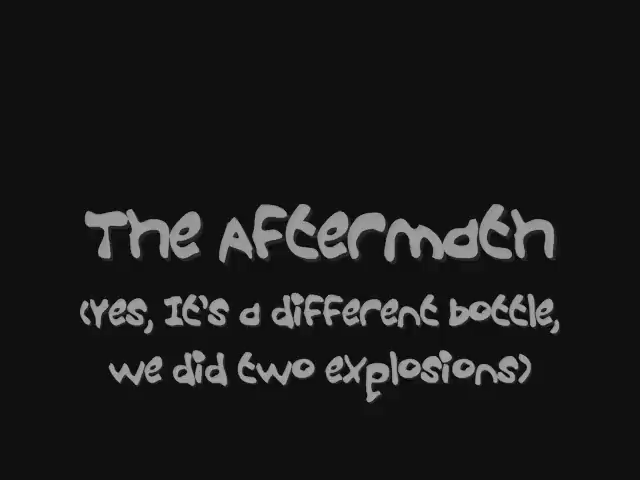 The Aftermath
(Yes, It's a different bottle,
we did two explosions)